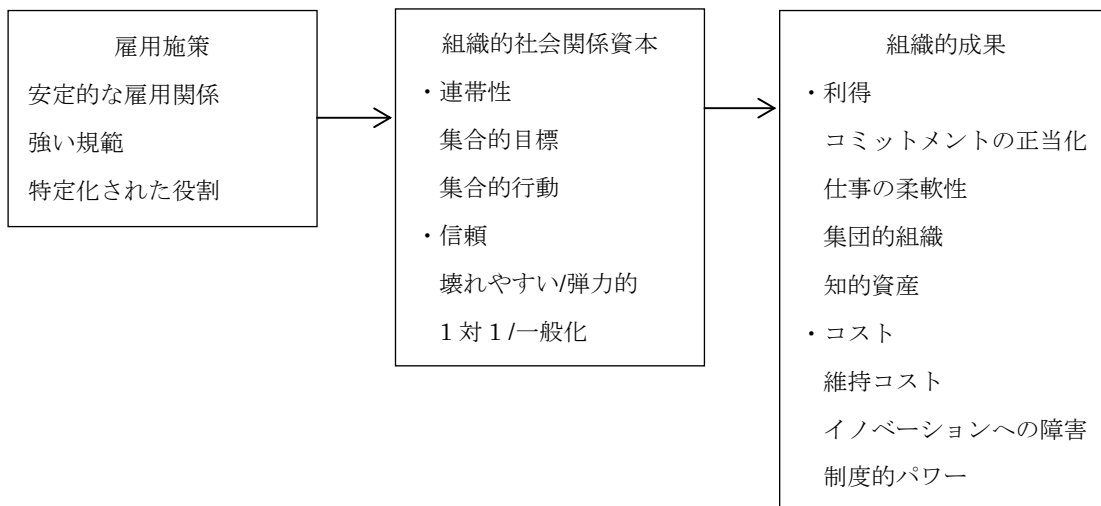 雇用施策
安定的な雇用関係
強い規範
特定化された役割
組織的社会関係資本
・連帯性
集合的目標
集合的行動
・信頼
壊れやすい/弾力的
1 対 1/一般化
組織的成果
・利得
コミットメントの正当化
仕事の柔軟性
集団的組織
知的資産
・コスト
維持コスト
イノベーションへの障害
制度的パワー